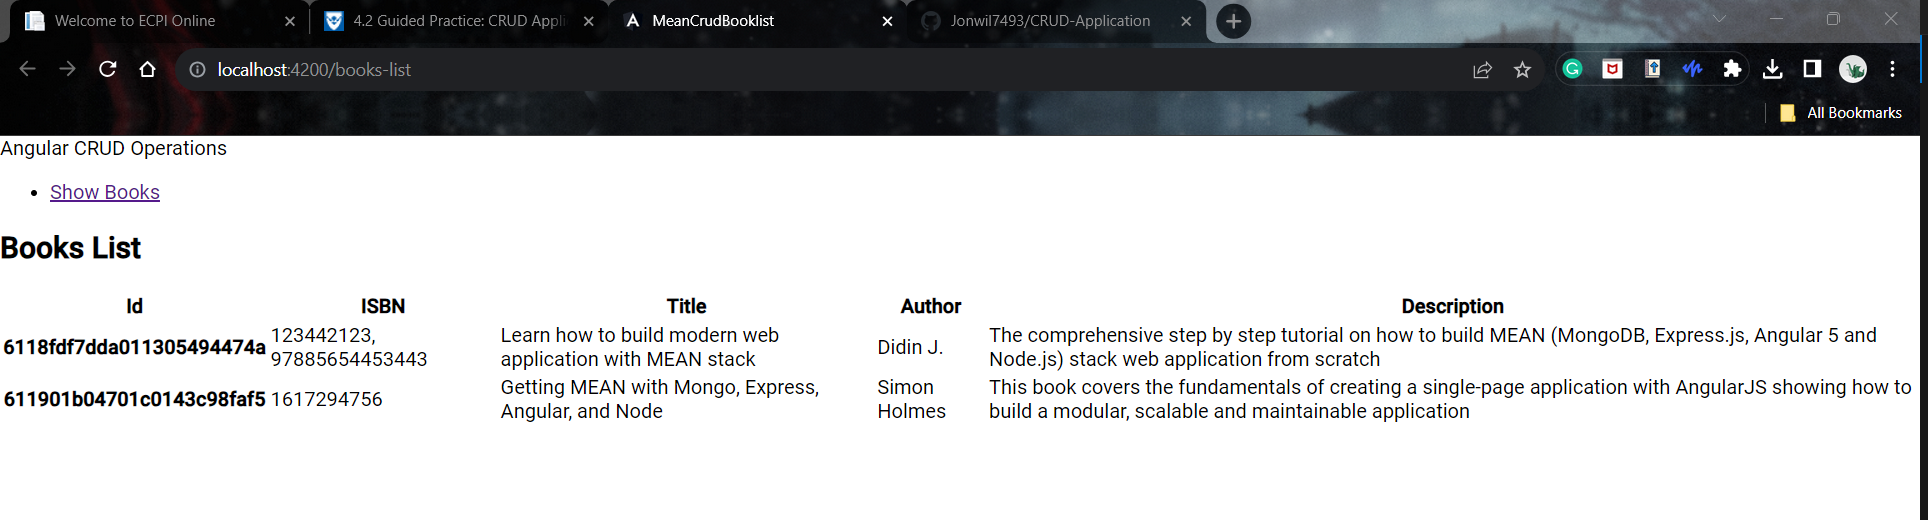 Welcome to ECPI Online
4.2 Guided Practice: CRUD Appli
MeanCrudBooklist
Jonwil7493/CRUD-Application
localhost:4200/books-list
All Bookmarks
Angular CRUD Operations
Show Books
Books List
Id ISBN Title Author Description
6118fdf7dda011305494474a 123442123, 97885654453443 Learn how to build modern web application with MEAN stack Didin J. The comprehensive step by step tutorial on how to build MEAN (MongoDB, Express.js, Angular 5 and Node.js) stack web application from scratch
611901b04701c0143c98faf5 1617294756 Getting MEAN with Mongo, Express, Angular, and Node Simon Holmes This book covers the fundamentals of creating a single-page application with AngularJS showing how to build a modular, scalable and maintainable application